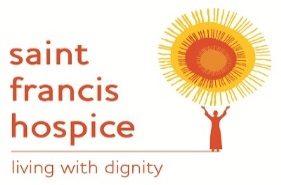 saint
francis
hospice
living with dignity